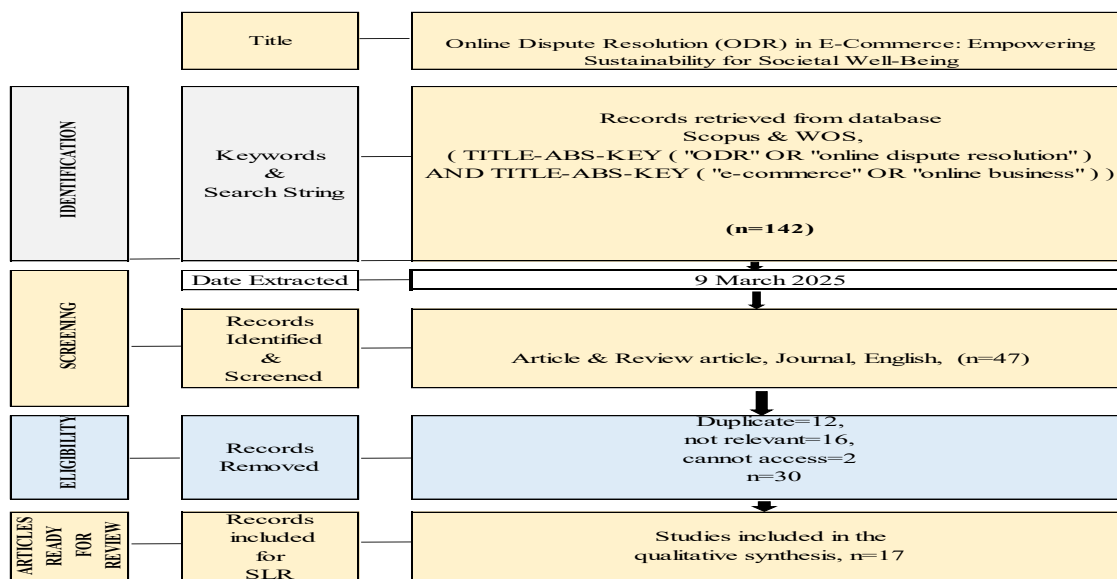 Title
Online Dispute Resolution (ODR) in E-Commerce: Empowering
Sustainability for Societal Well-Being
IDENTIFICATION
Keywords
&
Search String
Records retrieved from database
Scopus & WOS,
( TITLE-ABS-KEY ( "ODR" OR "online dispute resolution" )
AND TITLE-ABS-KEY ( "e-commerce" OR "online business" ) )
(n=142)
SCREENING
Date Extracted
9 March 2025
Records
Identified
&
Screened
Article & Review article, Journal, English,  (n=47)
ELIGIBILITY
Records
Removed
Duplicate=12,
not relevant=16,
cannot access=2
n=30
ARTICLES
READY
FOR
REVIEW
Records
included
for
SLR
Studies included in the
qualitative synthesis, n=17